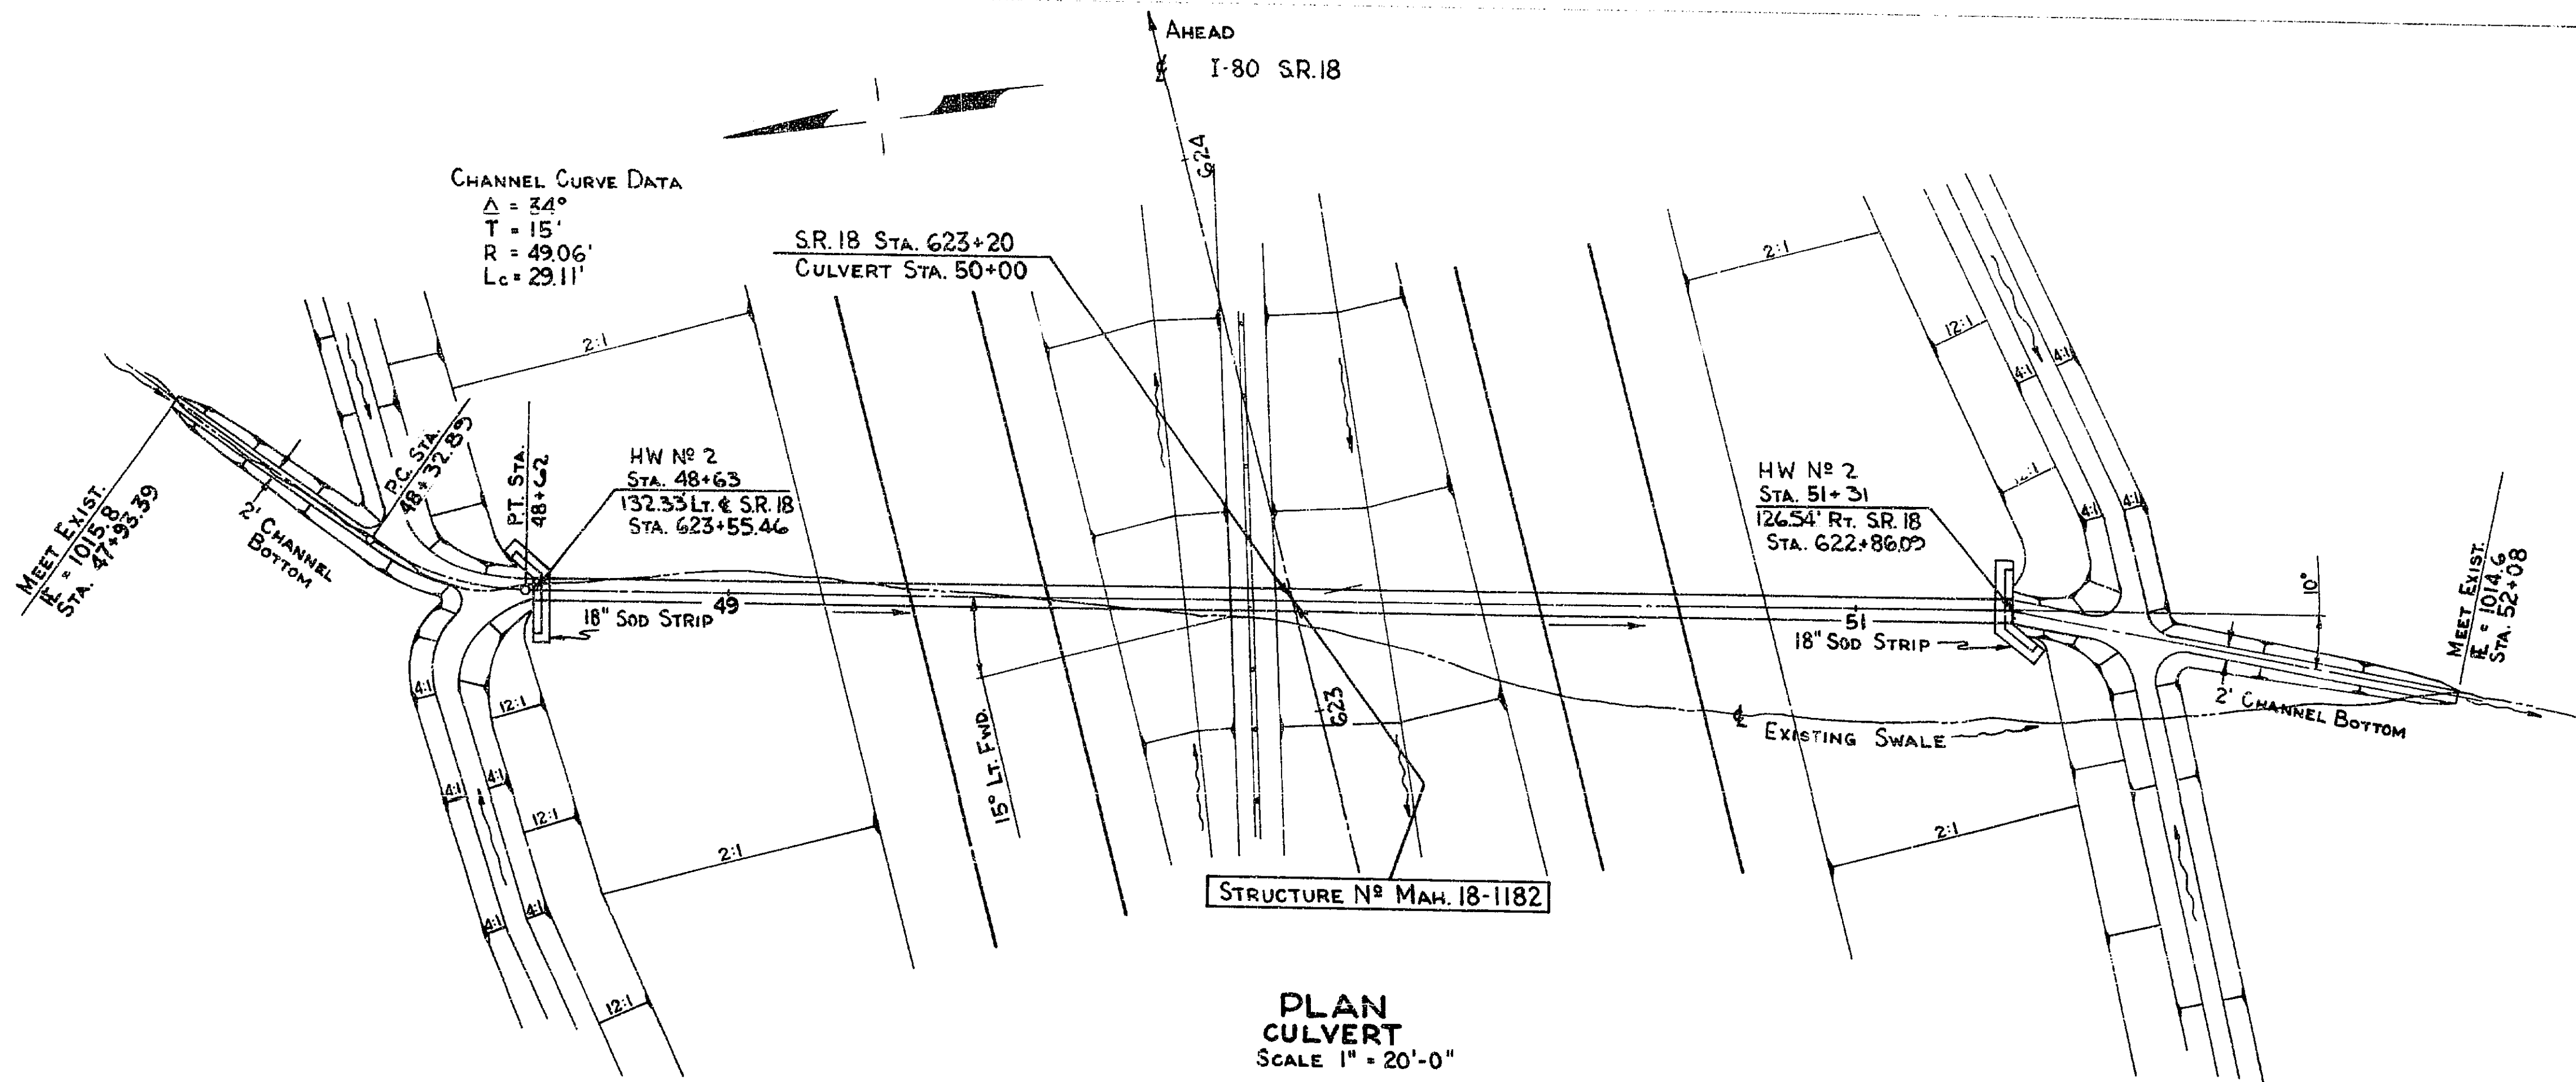 AHEAD
℄ I-80 S.R. 18
624
CHANNEL CURVE DATA
Δ = 34°
T = 15'
R = 49.06'
Lc = 29.11'
S.R. 18 STA. 623+20
CULVERT STA. 50+00
2:1
2:1
12:1
4:1
4:1
12:1
4:1
4:1
MEET EXIST.
℄ = 1015.8
STA. 47+93.39
2' CHANNEL
BOTTOM
P.C. STA.
48+32.89
P.T. STA.
48+62
HW Nº 2
STA. 48+63
132.33' LT. ℄ S.R. 18
STA. 623+55.46
HW Nº 2
STA. 51+31
126.54' RT. S.R. 18
STA. 622+86.09
18" SOD STRIP
49
51
18" SOD STRIP
10°
MEET EXIST.
℄ = 1014.6
STA. 52+08
2' CHANNEL BOTTOM
℄
EXISTING SWALE
15° LT. FWD.
623
4:1
12:1
4:1
4:1
12:1
2:1
2:1
4:1
4:1
12:1
STRUCTURE Nº MAH. 18-1182
PLAN
CULVERT
SCALE 1" = 20'-0"